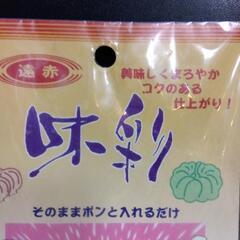 遠赤
美味しくまろやか
コクのある
仕上がり！
味彩
そのままポンと入れるだけ